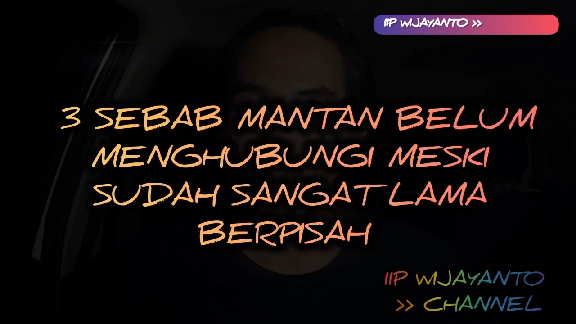 IIP WIJAYANTO >>
3 SEBAB MANTAN BELUM
MENGHUBUNGI MESKI
SUDAH SANGAT LAMA
BERPISAH
IIP WIJAYANTO
>> CHANNEL